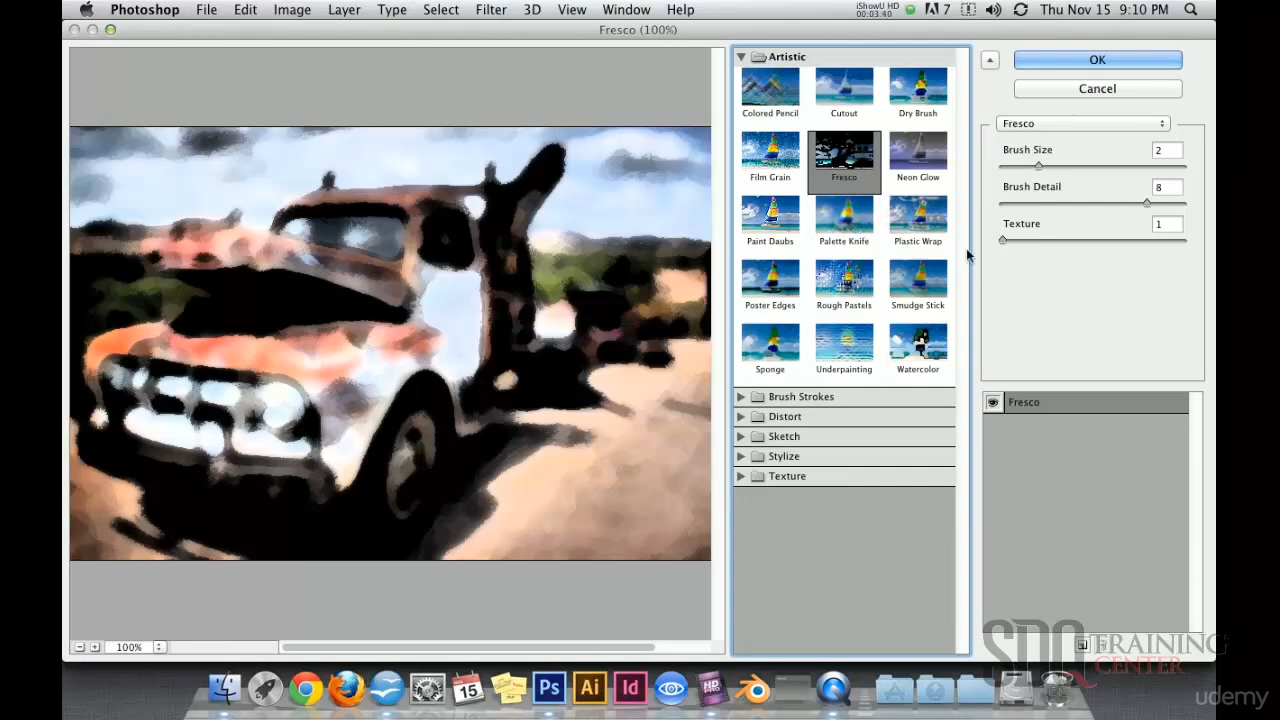 Photoshop File Edit Image Layer Type Select Filter 3D View Window Help iShowU HD 00:03:40 7 Thu Nov 15 9:10 PM
Fresco (100%)
Artistic
Colored Pencil Cutout Dry Brush
Film Grain Fresco Neon Glow
Paint Daubs Palette Knife Plastic Wrap
Poster Edges Rough Pastels Smudge Stick
Sponge Underpainting Watercolor
Brush Strokes
Distort
Sketch
Stylize
Texture
OK
Cancel
Fresco
Brush Size 2
Brush Detail 8
Texture 1
Fresco
100%
NOV
15
Ps Ai Id
HD
PRO
SDQ TRAINING
CENTER
udemy